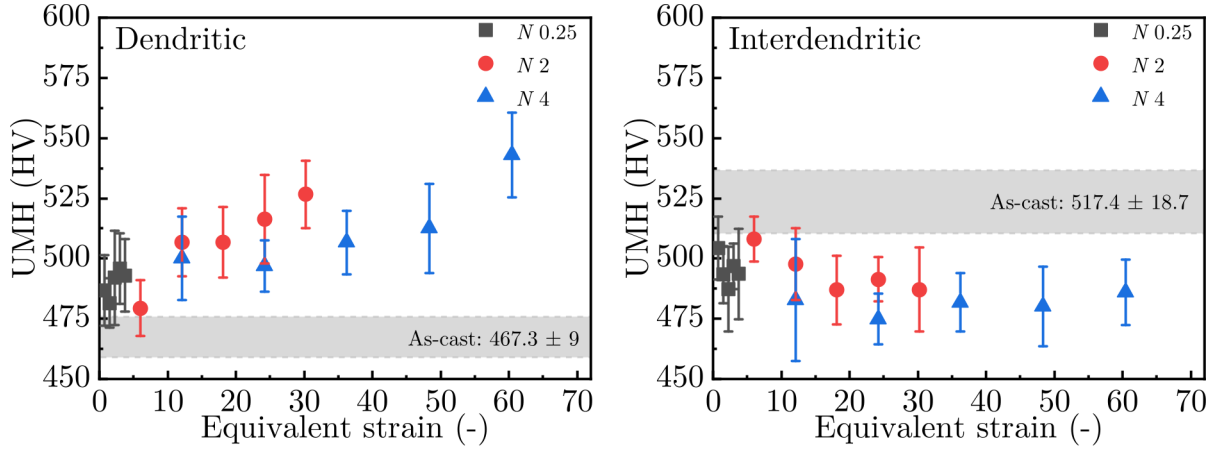 Dendritic
N 0.25
N 2
N 4
600
575
550
525
500
475
450
UMH (HV)
As-cast: 467.3 ± 9
0 10 20 30 40 50 60 70
Equivalent strain (-)
Interdendritic
N 0.25
N 2
N 4
600
575
550
525
500
475
450
UMH (HV)
As-cast: 517.4 ± 18.7
0 10 20 30 40 50 60 70
Equivalent strain (-)